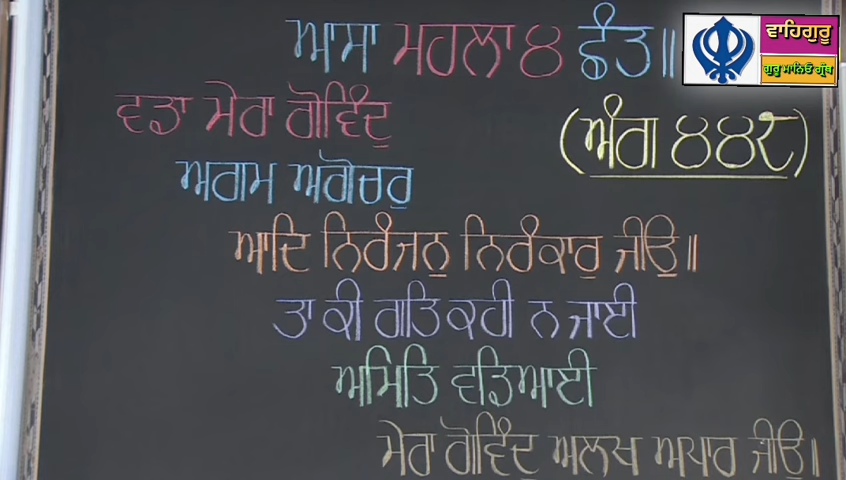 ਆਸਾ ਮਹਲਾ ੪ ਛੰਤ॥
ਵਾਹਿਗੁਰੂ
ਗੁਰੂ ਮਾਨਿਓ ਗ੍ਰੰਥ
ਵਡਾ ਮੇਰਾ ਗੋਵਿੰਦੁ
(ਅੰਗ ੪੪੮)
ਅਗਮ ਅਗੋਚਰੁ
ਆਦਿ ਨਿਰੰਜਨੁ ਨਿਰੰਕਾਰੁ ਜੀਉ॥
ਤਾ ਕੀ ਗਤਿ ਕਹੀ ਨ ਜਾਈ
ਅਮਿਤਿ ਵਡਿਆਈ
ਮੇਰਾ ਗੋਵਿੰਦੁ ਅਲਖ ਅਪਾਰ ਜੀਉ॥